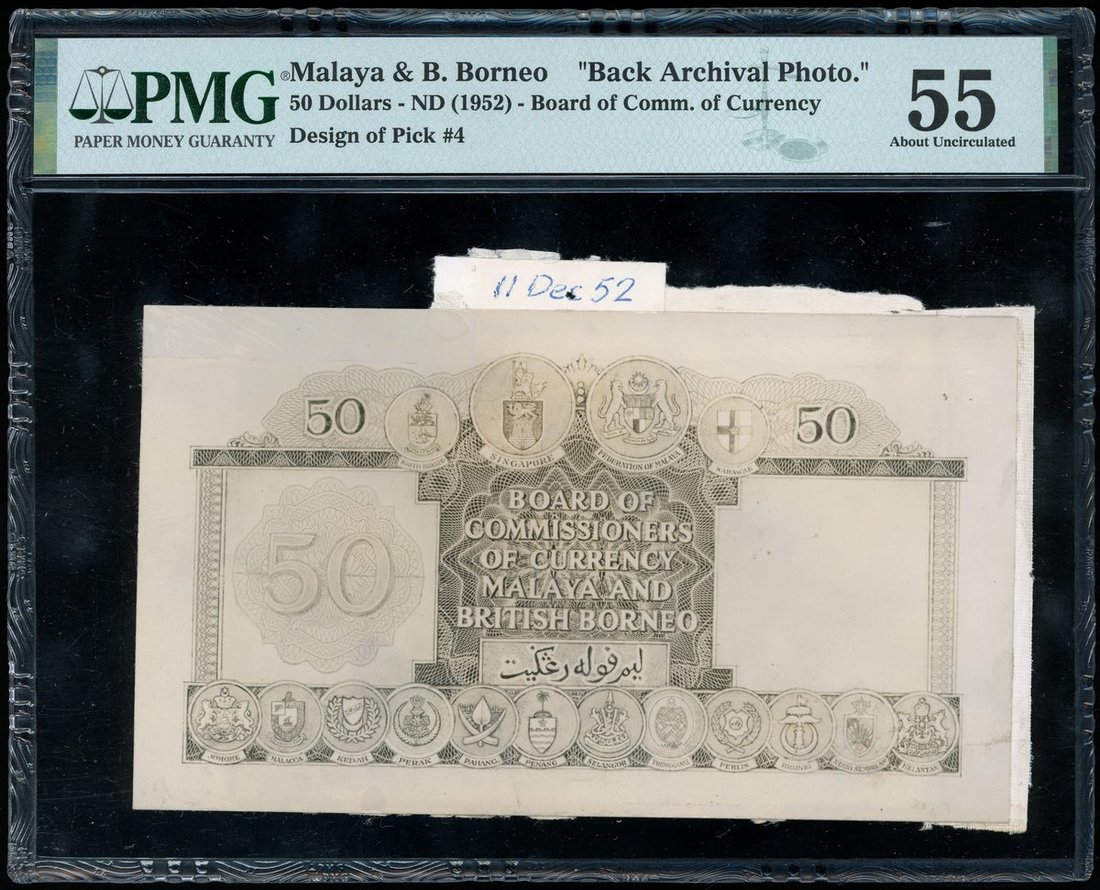 PMG® Malaya & B. Borneo "Back Archival Photo." 55
PAPER MONEY GUARANTY 50 Dollars - ND (1952) - Board of Comm. of Currency About Uncirculated
Design of Pick #4
11 Dec 52
50 50
NORTH BORNEO SINGAPORE FEDERATION OF MALAYA SARAWAK
50
BOARD OF
COMMISSIONERS
OF CURRENCY
MALAYA AND
BRITISH BORNEO
ليم ڤوله رڠݢيت
JOHORE MALACCA KEDAH PERAK PAHANG PENANG SELANGOR TRENGGANU PERLIS BRUNEI NEGRI SEMBILAN KELANTAN